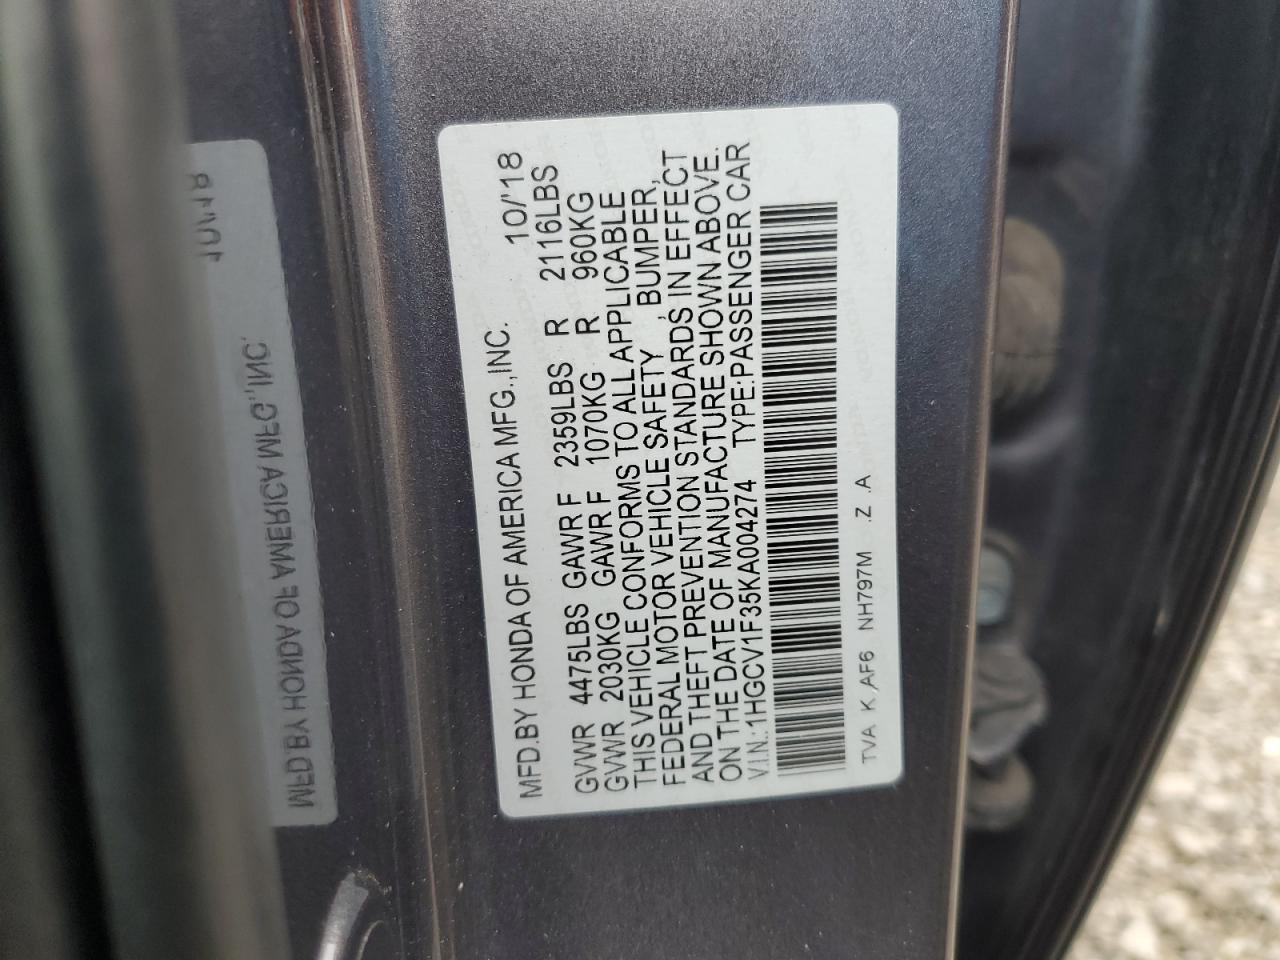 MFD.BY HONDA OF AMERICA MFG.,INC. 10/'18
GVWR 4475LBS GAWR F 2359LBS R 2116LBS
GVWR 2030KG GAWR F 1070KG R 960KG
THIS VEHICLE CONFORMS TO ALL APPLICABLE
FEDERAL MOTOR VEHICLE SAFETY, BUMPER,
AND THEFT PREVENTION STANDARDS IN EFFECT
ON THE DATE OF MANUFACTURE SHOWN ABOVE.
V.I.N.: 1HGCV1F35KA004274 TYPE:PASSENGER CAR
TVA K ,AF6 NH797M .Z .A
MFD.BY HONDA OF AMERICA MFG.,INC. 10/'18